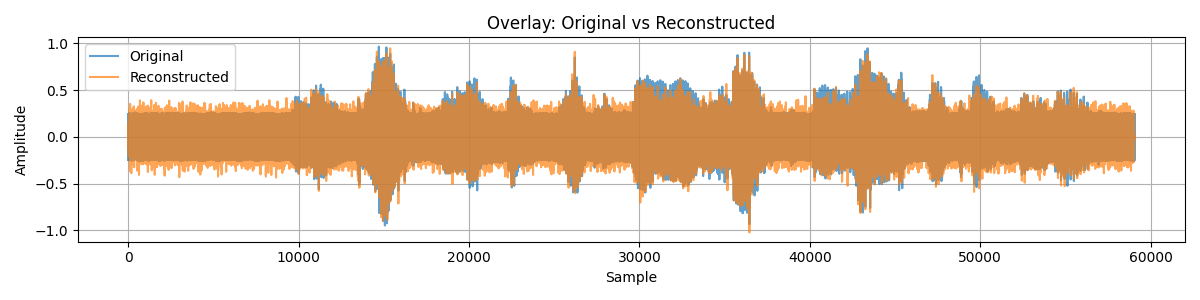 Overlay: Original vs Reconstructed
1.0
0.5
0.0
−0.5
−1.0
Amplitude
Original
Reconstructed
0
10000
20000
30000
40000
50000
60000
Sample